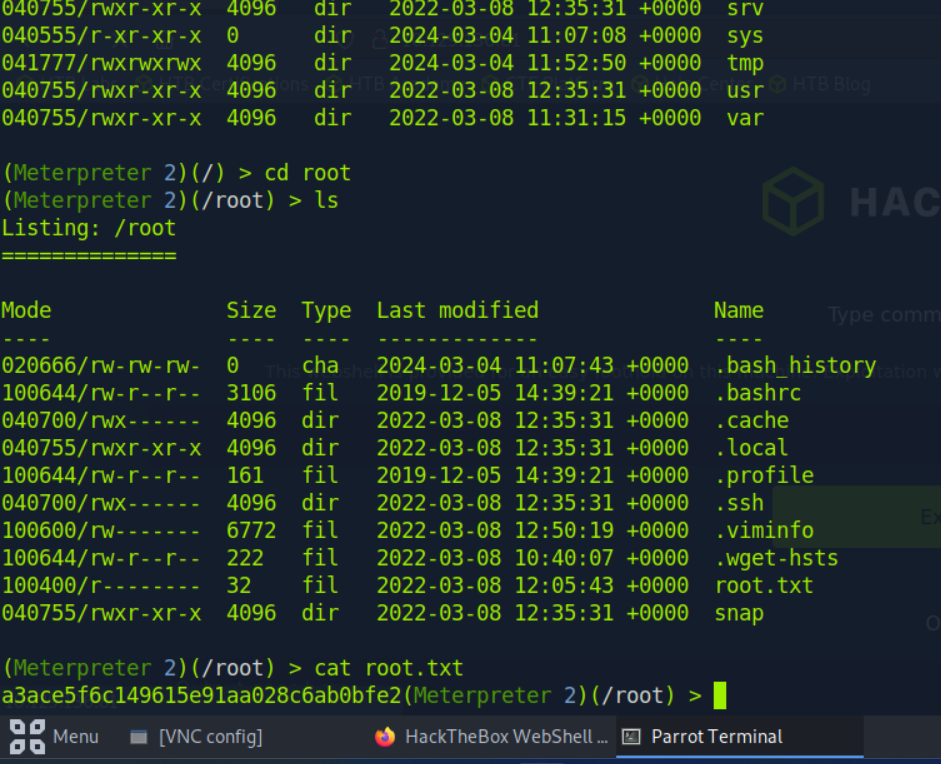 040755/rwxr-xr-x  4096   dir   2022-03-08 12:35:31 +0000  srv
040555/r-xr-xr-x  0      dir   2024-03-04 11:07:08 +0000  sys
041777/rwxrwxrwx  4096   dir   2024-03-04 11:52:50 +0000  tmp
040755/rwxr-xr-x  4096   dir   2022-03-08 12:35:31 +0000  usr
HTB Blog
040755/rwxr-xr-x  4096   dir   2022-03-08 11:31:15 +0000  var
(Meterpreter 2)(/) > cd root
(Meterpreter 2)(/root) > ls
HAC
Listing: /root
==============
Mode              Size  Type  Last modified              Name
Type comm
----              ----  ----  -------------              ----
020666/rw-rw-rw-  0     cha   2024-03-04 11:07:43 +0000  .bash_history
100644/rw-r--r--  3106  fil   2019-12-05 14:39:21 +0000  .bashrc
040700/rwx------  4096  dir   2022-03-08 12:35:31 +0000  .cache
040755/rwxr-xr-x  4096  dir   2022-03-08 12:35:31 +0000  .local
100644/rw-r--r--  161   fil   2019-12-05 14:39:21 +0000  .profile
040700/rwx------  4096  dir   2022-03-08 12:35:31 +0000  .ssh
Ex
100600/rw-------  6772  fil   2022-03-08 12:50:19 +0000  .viminfo
100644/rw-r--r--  222   fil   2022-03-08 10:40:07 +0000  .wget-hsts
100400/r--------  32    fil   2022-03-08 12:05:43 +0000  root.txt
040755/rwxr-xr-x  4096  dir   2022-03-08 12:35:31 +0000  snap
(Meterpreter 2)(/root) > cat root.txt
a3ace5f6c149615e91aa028c6ab0bfe2(Meterpreter 2)(/root) >
Menu [VNC config] HackTheBox WebShell ... Parrot Terminal